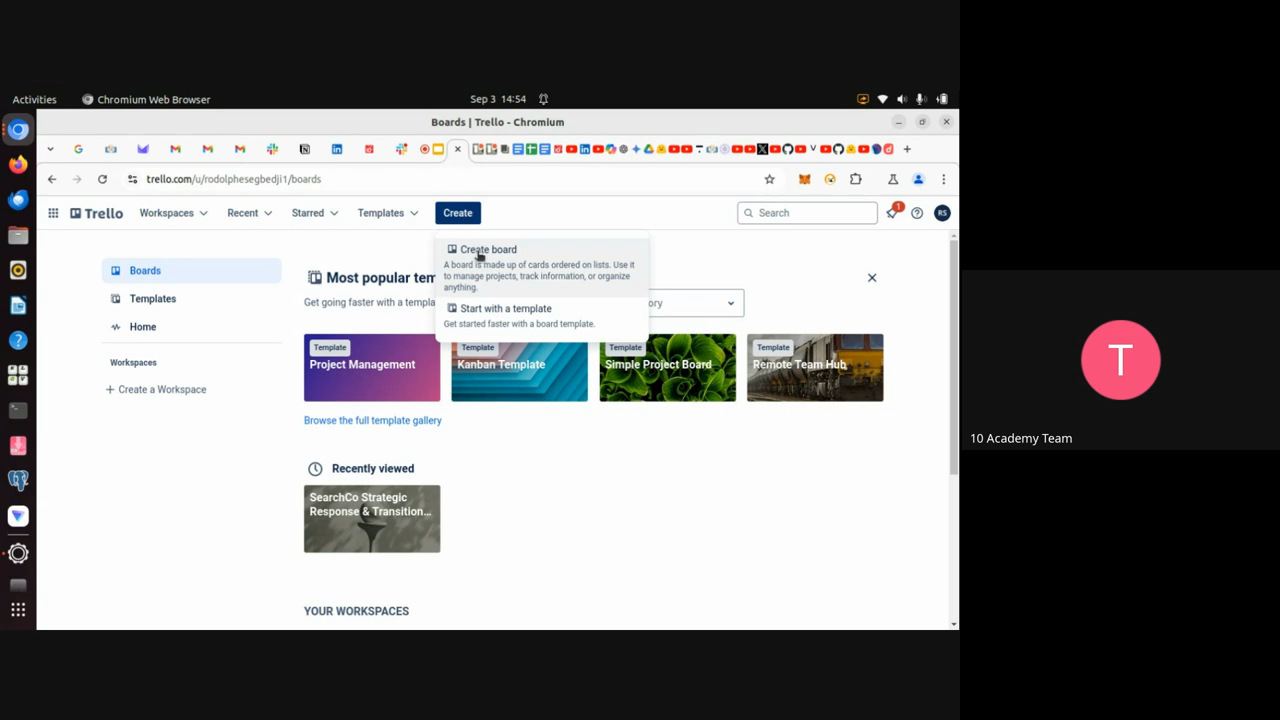 Activities
Chromium Web Browser
Sep 3 14:54
Boards | Trello - Chromium
trello.com/u/rodolphesegbedji1/boards
Trello
Workspaces
Recent
Starred
Templates
Create
Search
1
RS
Create board
A board is made up of cards ordered on lists. Use it
to manage projects, track information, or organize
anything.
Start with a template
Get started faster with a board template.
Boards
Templates
Home
Workspaces
+ Create a Workspace
Most popular tem
Get going faster with a templa
ory
Template
Project Management
Template
Kanban Template
Template
Simple Project Board
Template
Remote Team Hub
Browse the full template gallery
Recently viewed
SearchCo Strategic
Response & Transition...
YOUR WORKSPACES
T
10 Academy Team